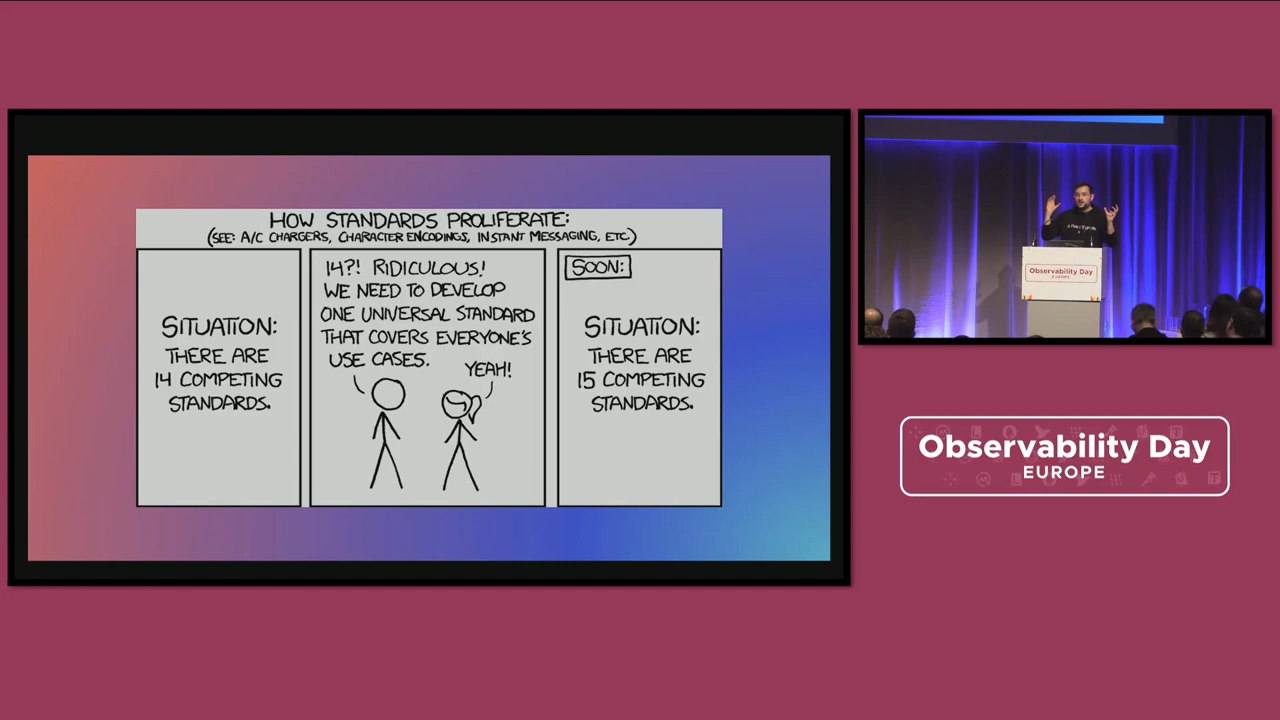 HOW STANDARDS PROLIFERATE:
(SEE: A/C CHARGERS, CHARACTER ENCODINGS, INSTANT MESSAGING, ETC.)
SITUATION:
THERE ARE
14 COMPETING
STANDARDS.
14?! RIDICULOUS!
WE NEED TO DEVELOP
ONE UNIVERSAL STANDARD
THAT COVERS EVERYONE'S
USE CASES.
YEAH!
SOON:
SITUATION:
THERE ARE
15 COMPETING
STANDARDS.
Observability Day
EUROPE
Observability Day
EUROPE